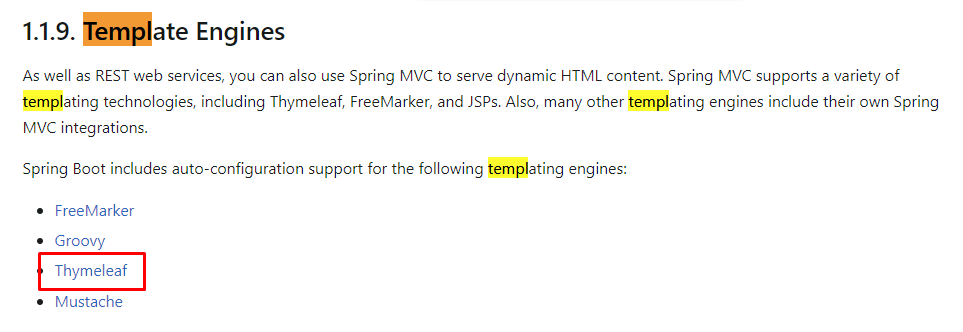 1.1.9. Template Engines
As well as REST web services, you can also use Spring MVC to serve dynamic HTML content. Spring MVC supports a variety of
templating technologies, including Thymeleaf, FreeMarker, and JSPs. Also, many other templating engines include their own Spring
MVC integrations.
Spring Boot includes auto-configuration support for the following templating engines:
• FreeMarker
• Groovy
• Thymeleaf
• Mustache